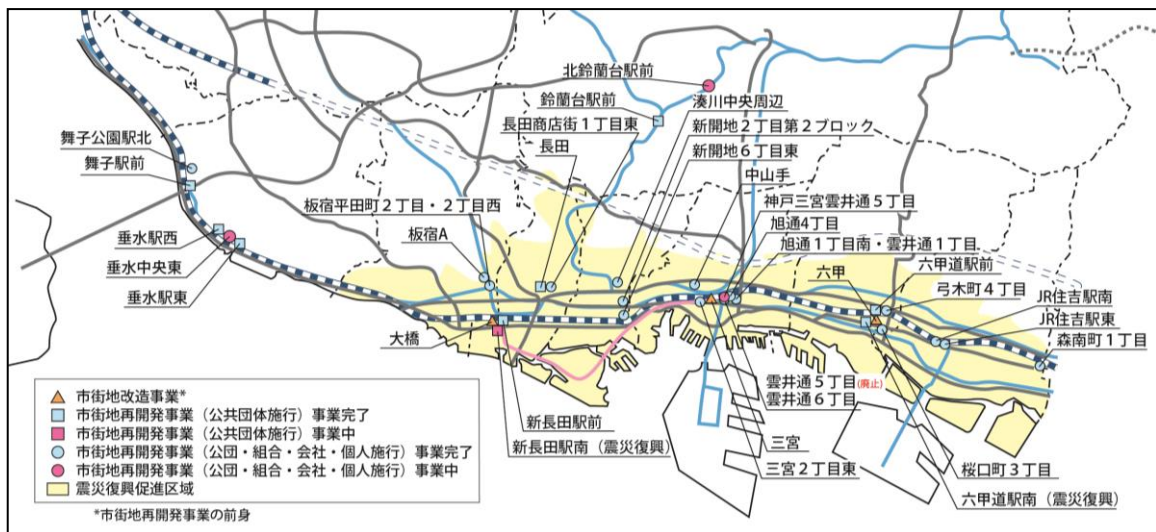 北鈴蘭台駅前
鈴蘭台駅前
湊川中央周辺
長田商店街1丁目東
新開地2丁目第2ブロック
長田
新開地6丁目東
舞子公園駅北
舞子駅前
中山手
板宿平田町2丁目・2丁目西
神戸三宮雲井通5丁目
旭通4丁目
板宿A
旭通1丁目南・雲井通1丁目
垂水駅西
六甲
六甲道駅前
垂水中央東
弓木町4丁目
垂水駅東
JR住吉駅南
JR住吉駅東
大橋
森南町1丁目
雲井通5丁目(廃止)
雲井通6丁目
新長田駅前
三宮
新長田駅南(震災復興)
三宮2丁目東
桜口町3丁目
六甲道駅南(震災復興)
市街地改造事業*
市街地再開発事業(公共団体施行)事業完了
市街地再開発事業(公共団体施行)事業中
市街地再開発事業(公団・組合・会社・個人施行)事業完了
市街地再開発事業(公団・組合・会社・個人施行)事業中
震災復興促進区域
*市街地再開発事業の前身